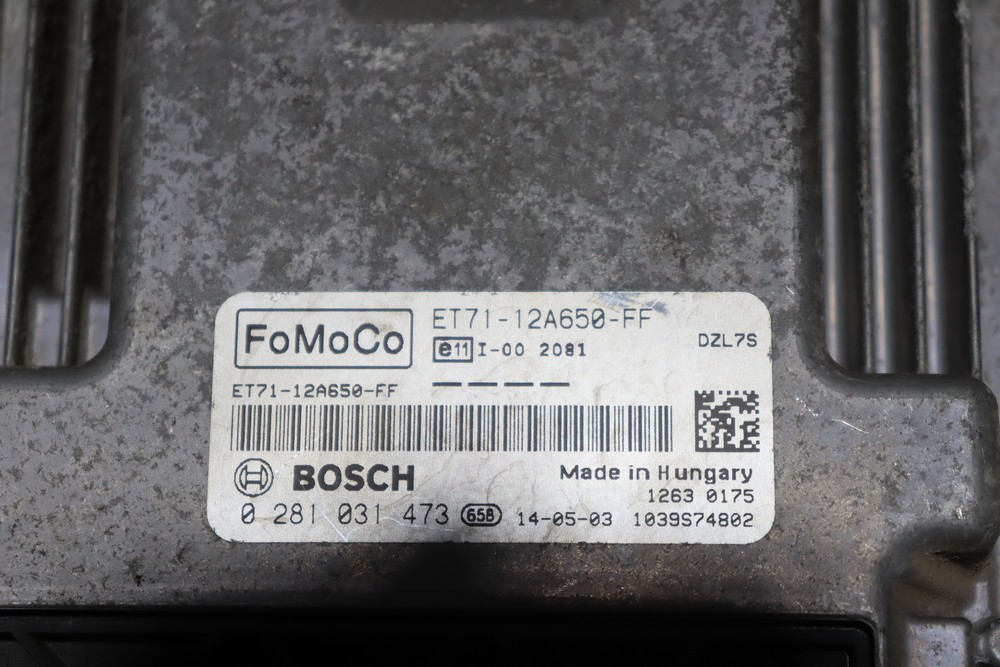 FoMoCo
ET71-12A650-FF
e11 I-00 2081
DZL7S
ET71-12A650-FF
BOSCH
Made in Hungary
1263 0175
0 281 031 473 65B 14-05-03 1039S74802